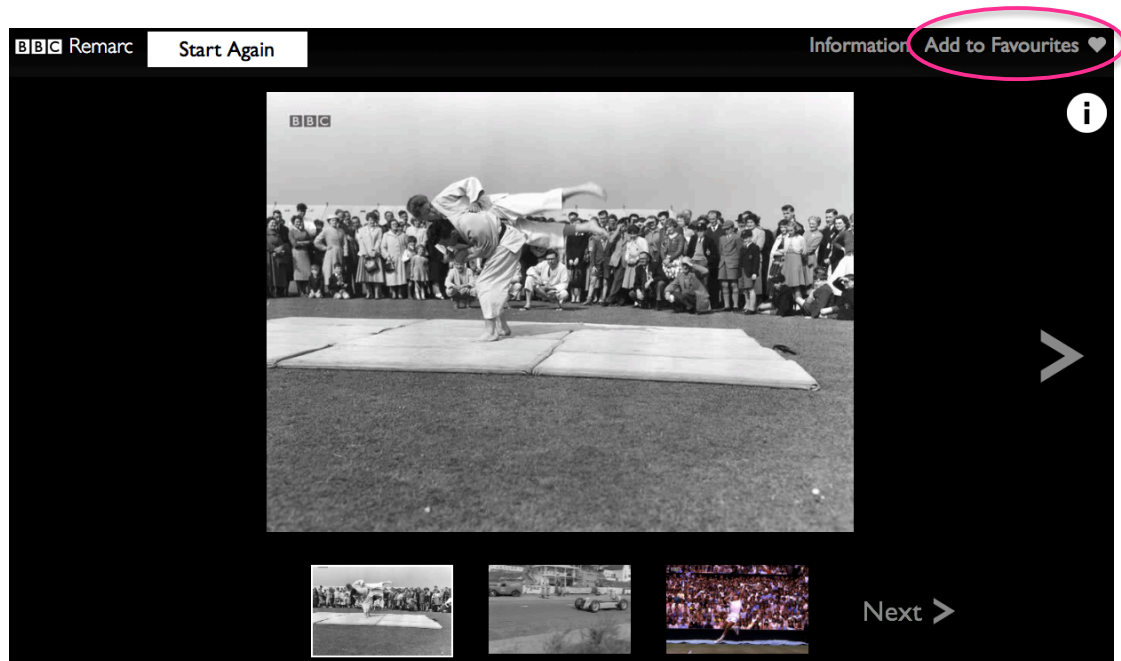 BBC Remarc Start Again Information Add to Favourites
i
BBC
>
Next >